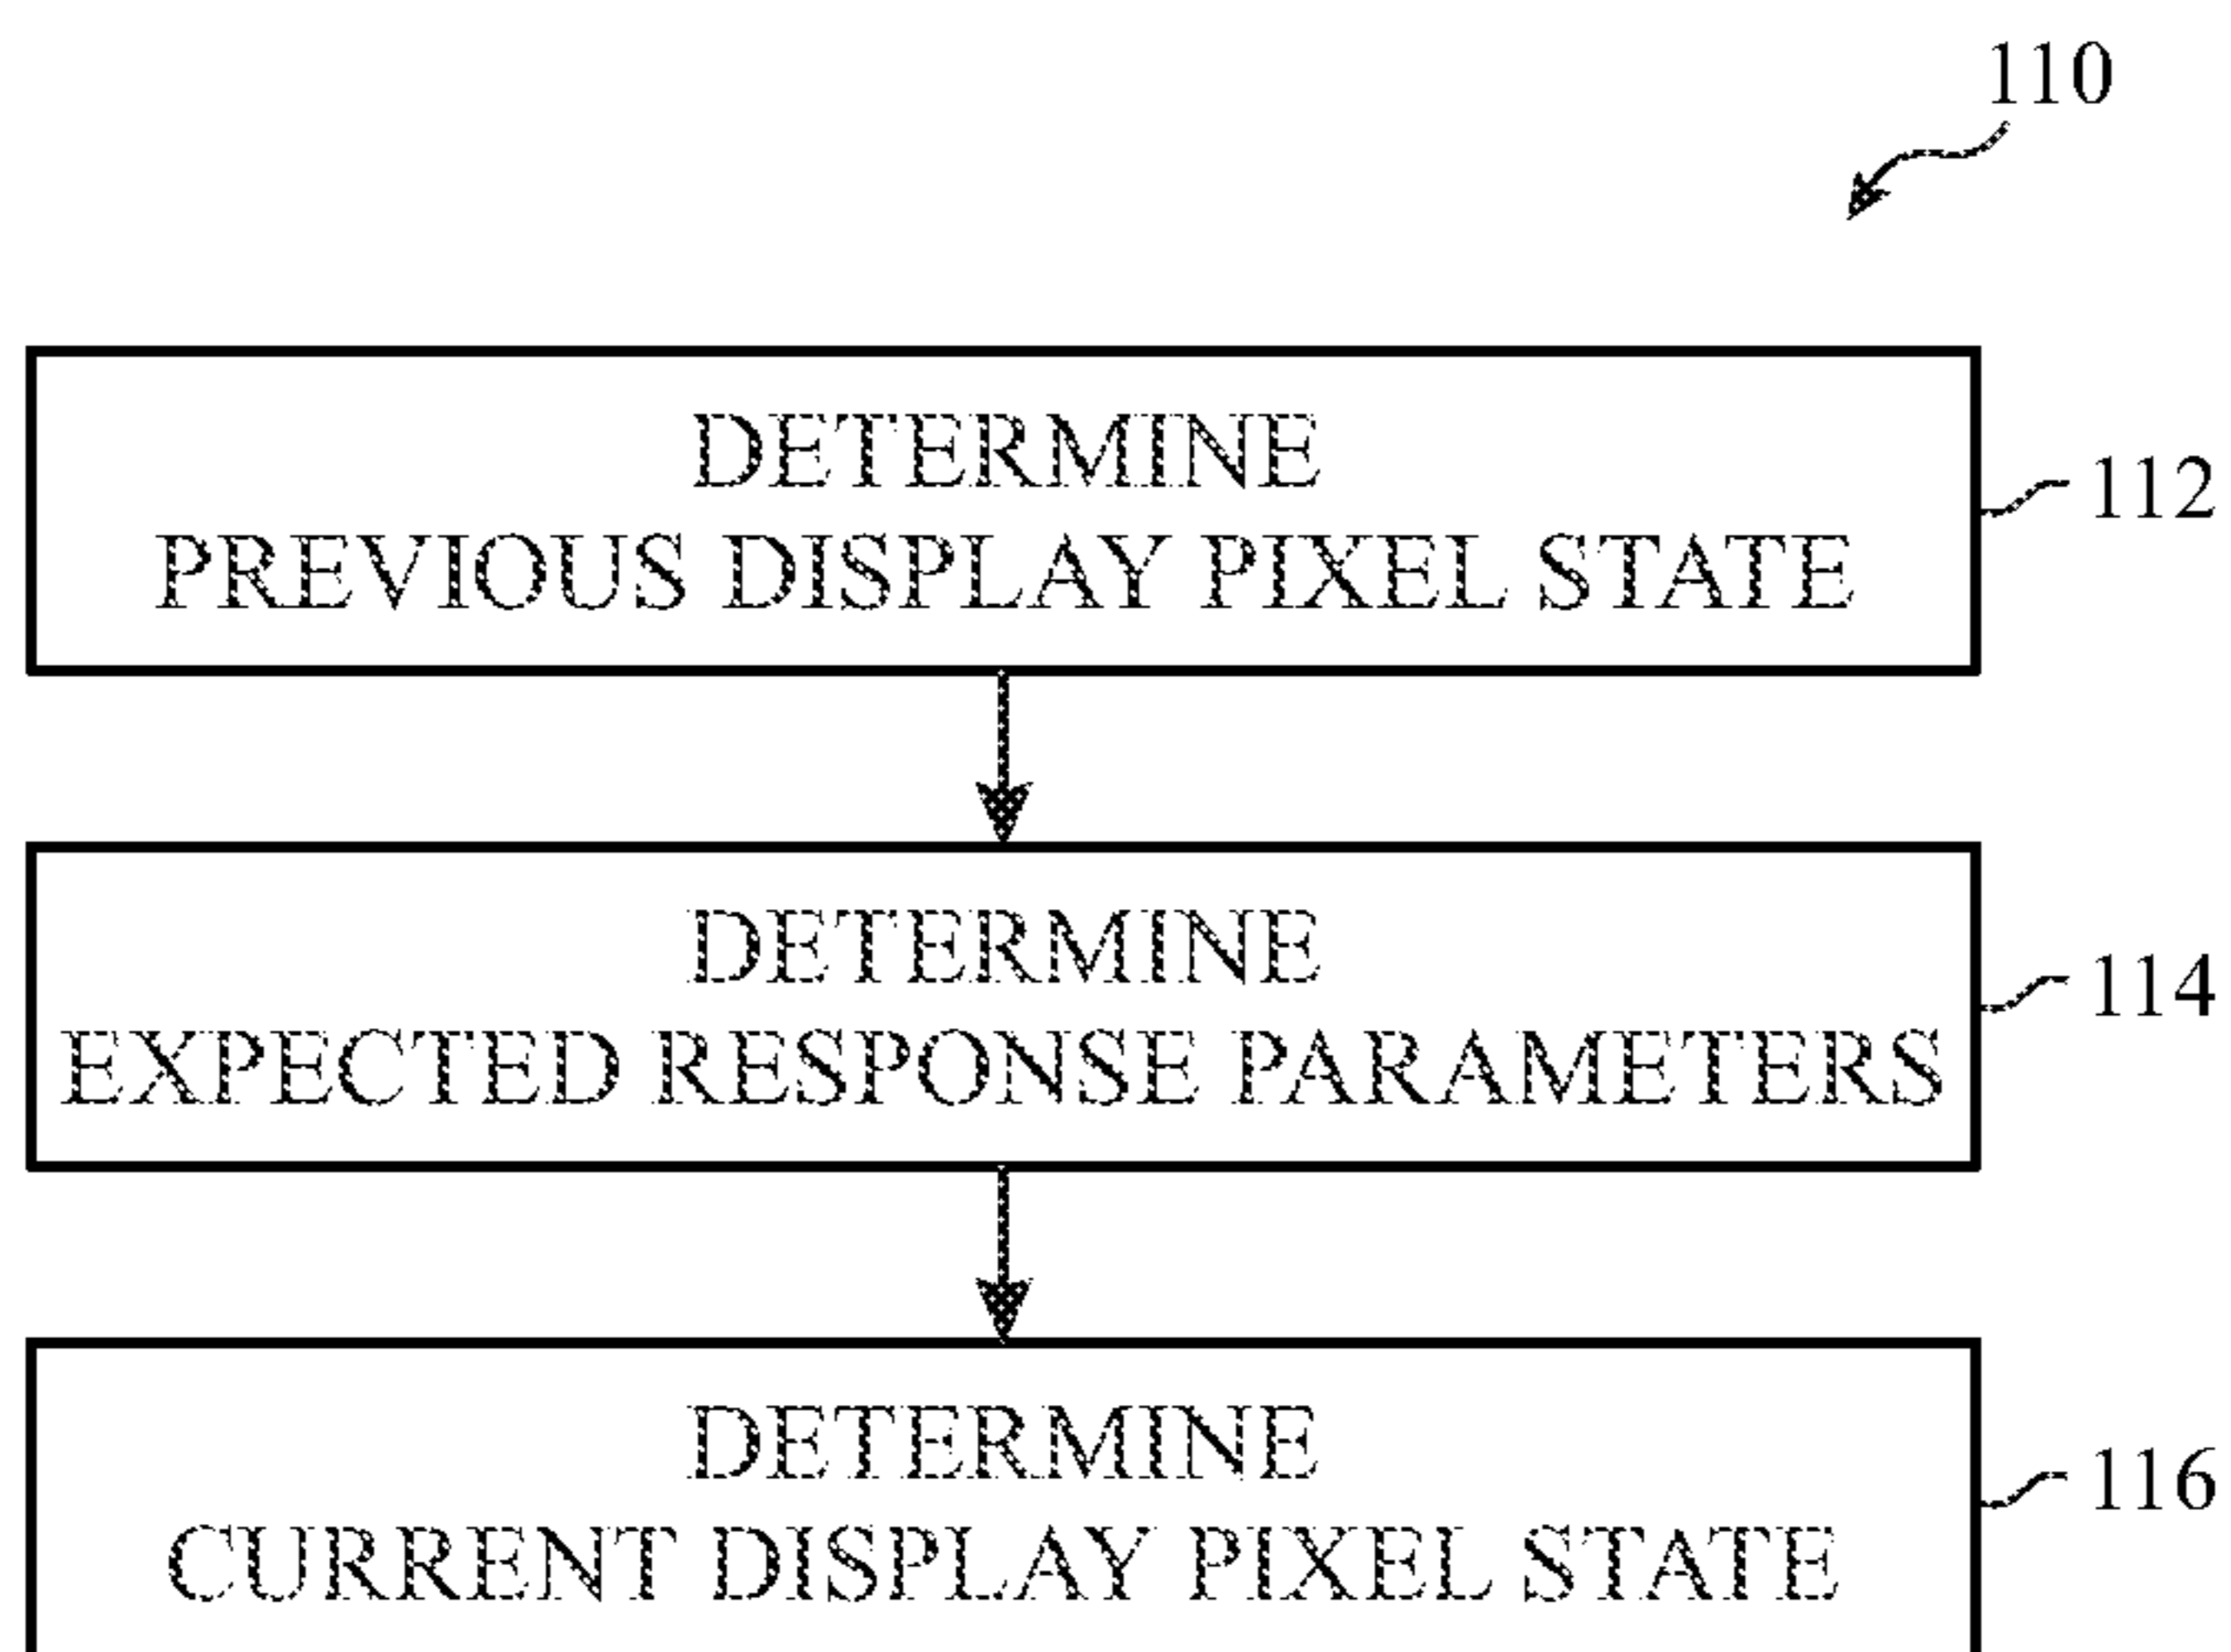 110
DETERMINE
PREVIOUS DISPLAY PIXEL STATE
112
DETERMINE
EXPECTED RESPONSE PARAMETERS
114
DETERMINE
CURRENT DISPLAY PIXEL STATE
116